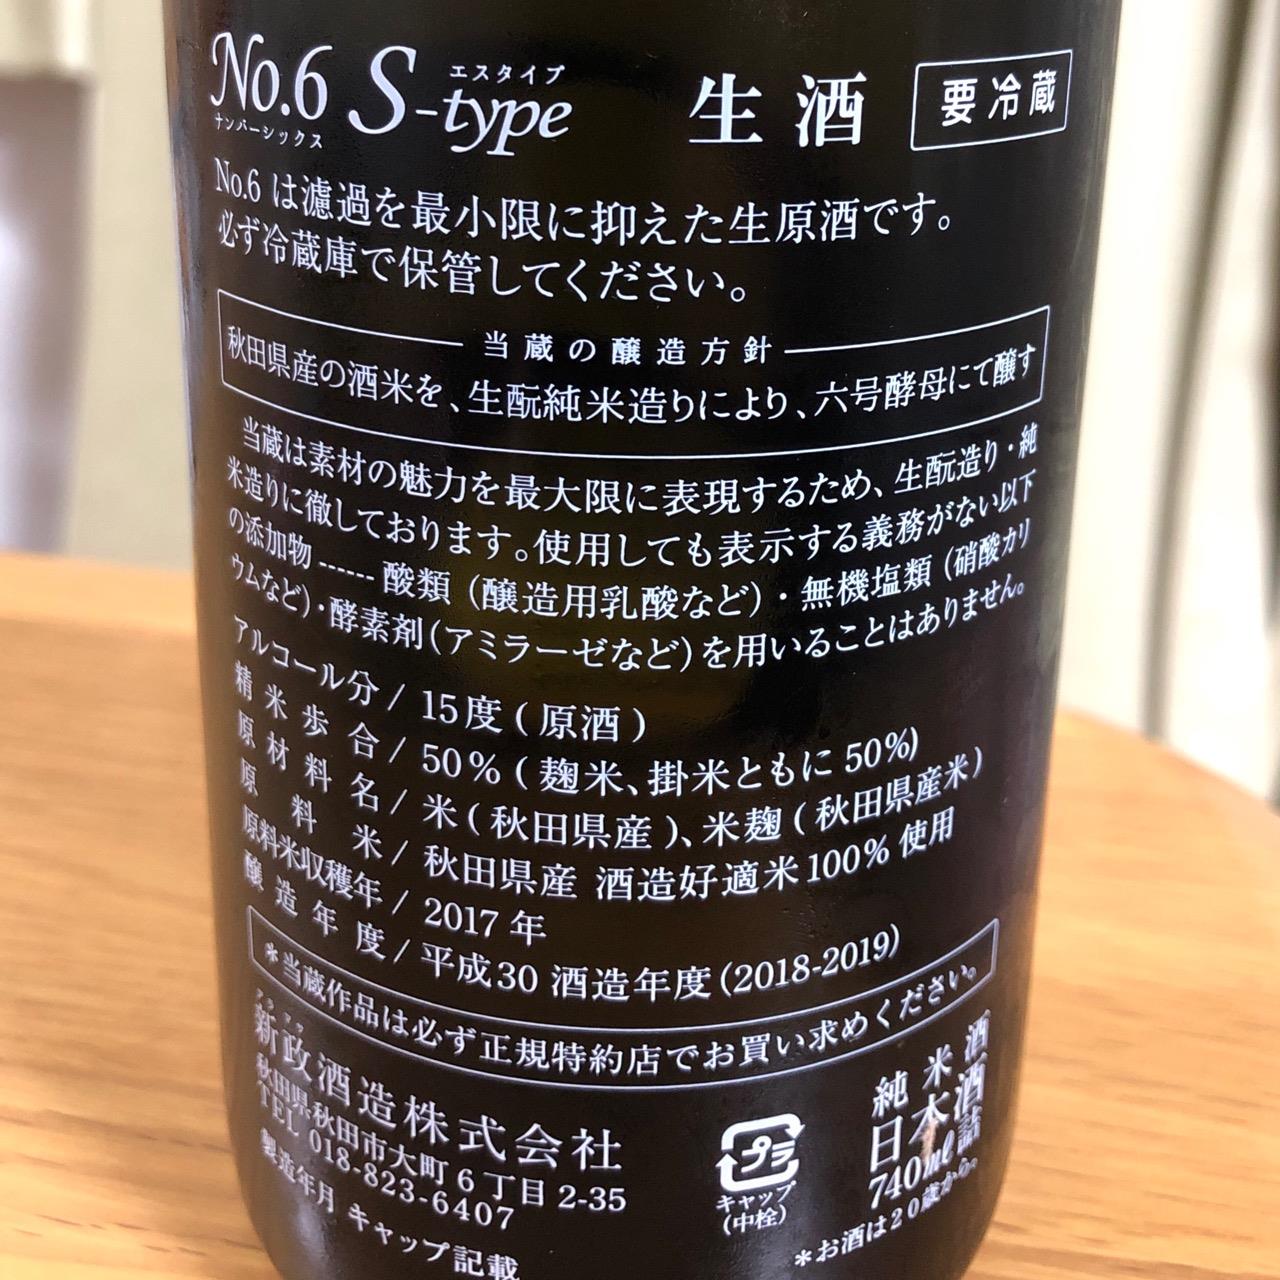 No.6 S-type 生酒 要冷蔵
ナンバーシックス エスタイプ
No.6 は濾過を最小限に抑えた生原酒です。
必ず冷蔵庫で保管してください。
当蔵の醸造方針
秋田県産の酒米を、生酛純米造りにより、六号酵母にて醸す
当蔵は素材の魅力を最大限に表現するため、生酛造り・純
米造りに徹しております。使用しても表示する義務がない以下
の添加物------酸類(醸造用乳酸など)・無機塩類(硝酸カリ
ウムなど)・酵素剤(アミラーゼなど)を用いることはありません。
アルコール分/15度(原酒)
精米歩合/50%(麹米、掛米ともに50%)
原材料名/米(秋田県産)、米麹(秋田県産米)
原料米/秋田県産 酒造好適米100%使用
原料米収穫年/2017年
醸造年度/平成30酒造年度(2018-2019)
*当蔵作品は必ず正規特約店でお買い求めください。
新政酒造株式会社
秋田県秋田市大町6丁目2-35
TEL 018-823-6407
製造年月 キャップ記載
プラ
キャップ
(中栓)
純米酒
日本酒
740ml詰
*お酒は20歳から。